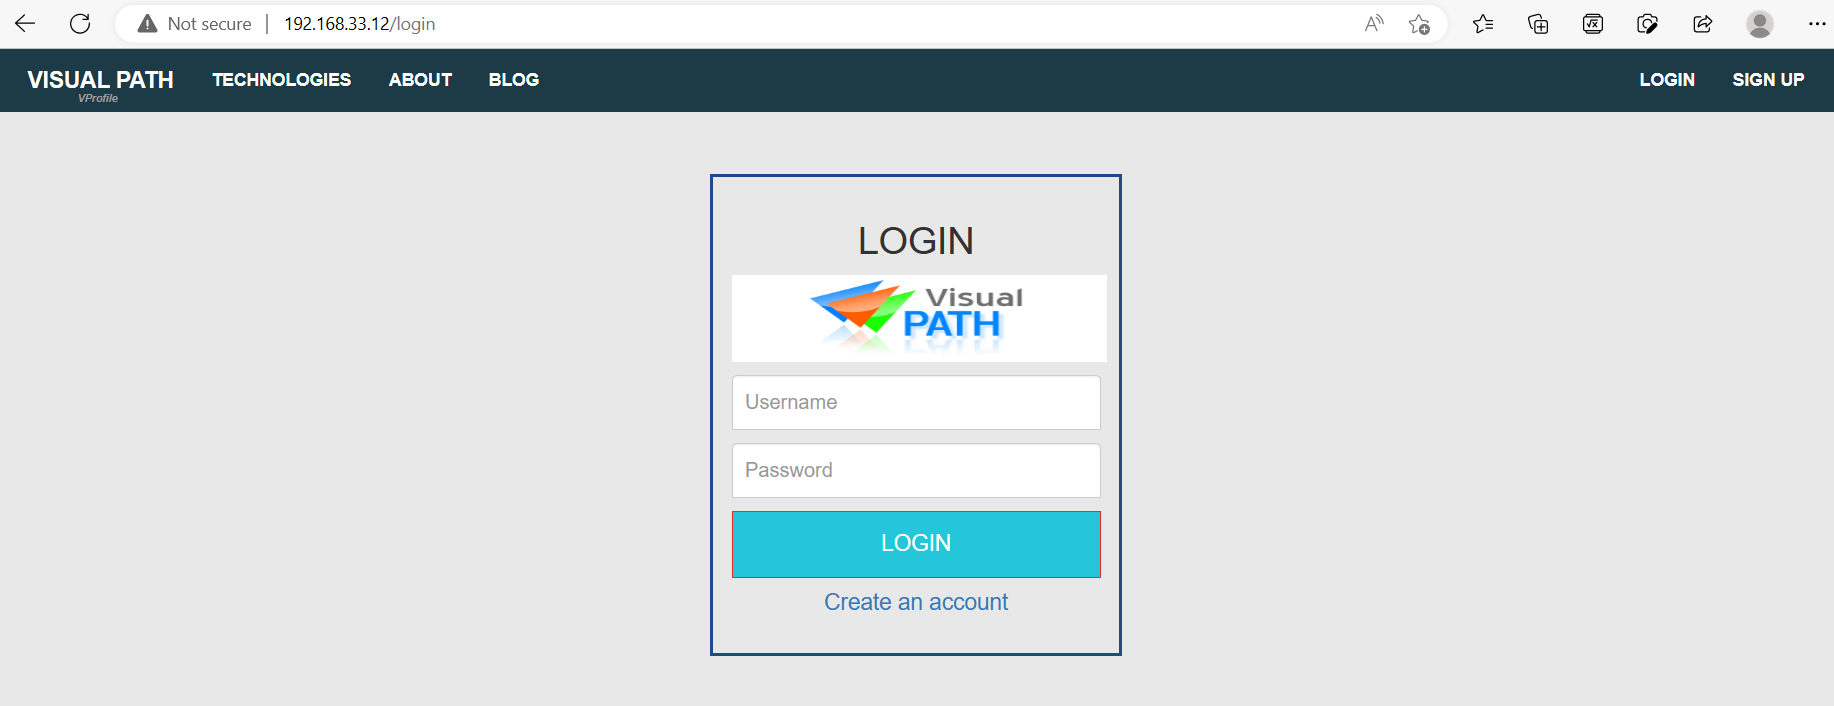 Not secure | 192.168.33.12/login
VISUAL PATH TECHNOLOGIES ABOUT BLOG LOGIN SIGN UP
VProfile
LOGIN
Visual
PATH
Username
Password
LOGIN
Create an account